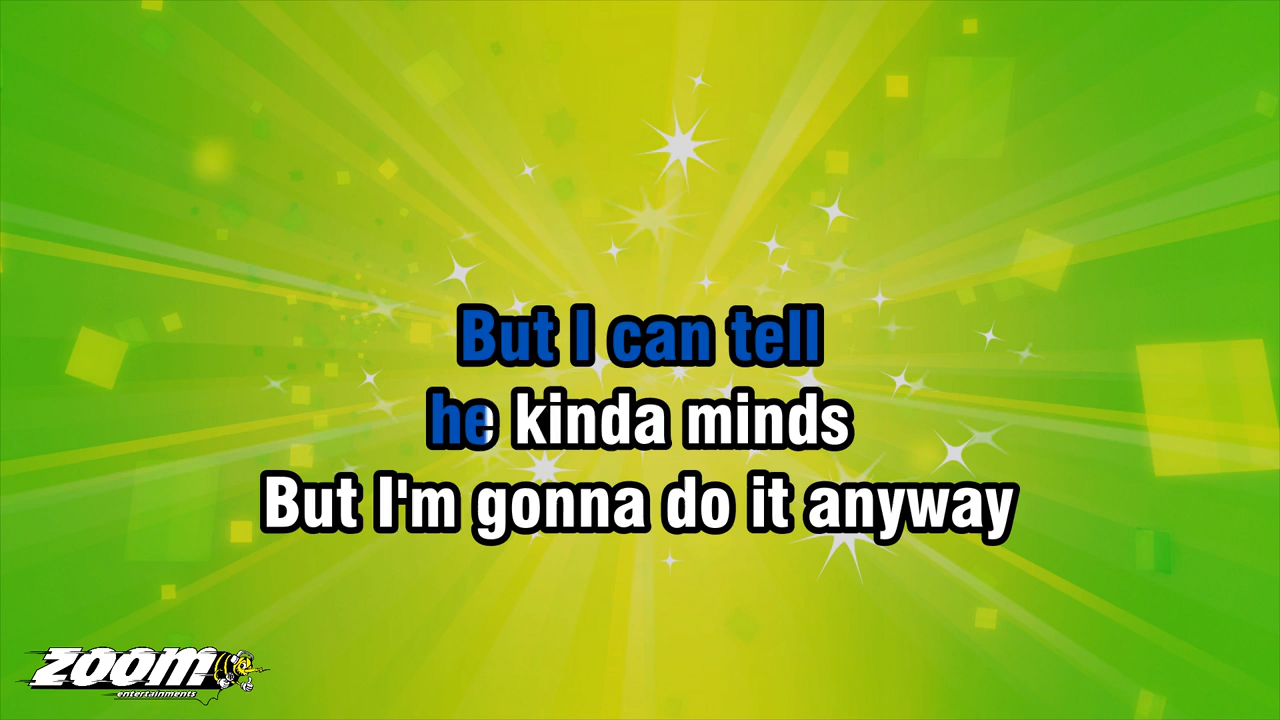 But I can tell
he kinda minds
But I'm gonna do it anyway
zoom
entertainments